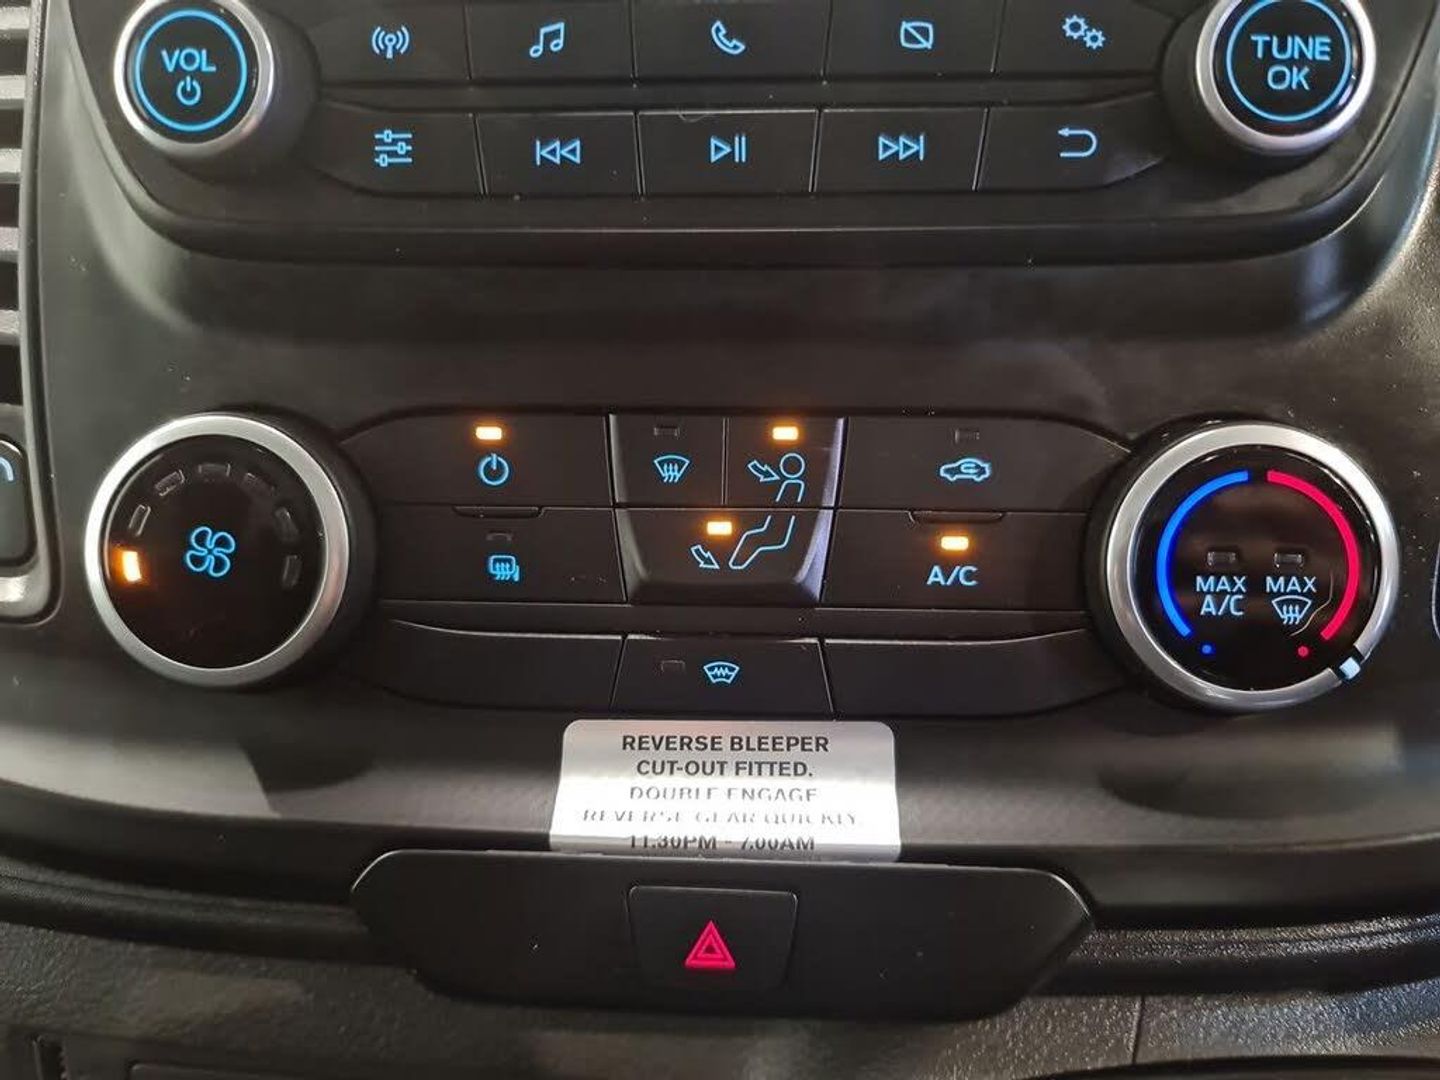 VOL
TUNE
OK
A/C
MAX
A/C
MAX
REVERSE BLEEPER
CUT-OUT FITTED.
DOUBLE ENGAGE
REVERSE GEAR QUICKLY.
11.30PM - 7.00AM